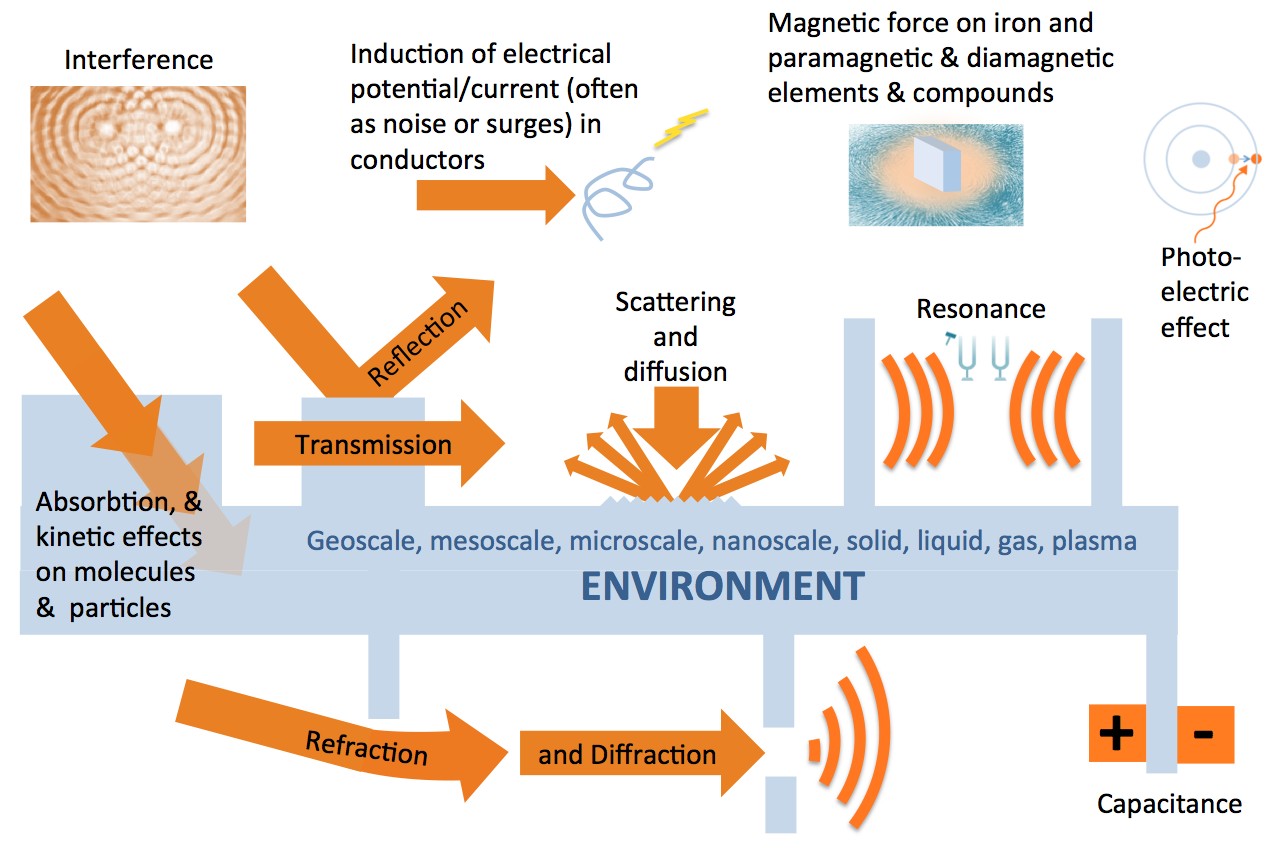 Interference
Induction of electrical
potential/current (often
as noise or surges) in
conductors
Magnetic force on iron and
paramagnetic & diamagnetic
elements & compounds
Photo-
electric
effect
Reflection
Scattering
and
diffusion
Resonance
Transmission
Absorbtion, &
kinetic effects
on molecules
& particles
Geoscale, mesoscale, microscale, nanoscale, solid, liquid, gas, plasma
ENVIRONMENT
Refraction
and Diffraction
+ -
Capacitance